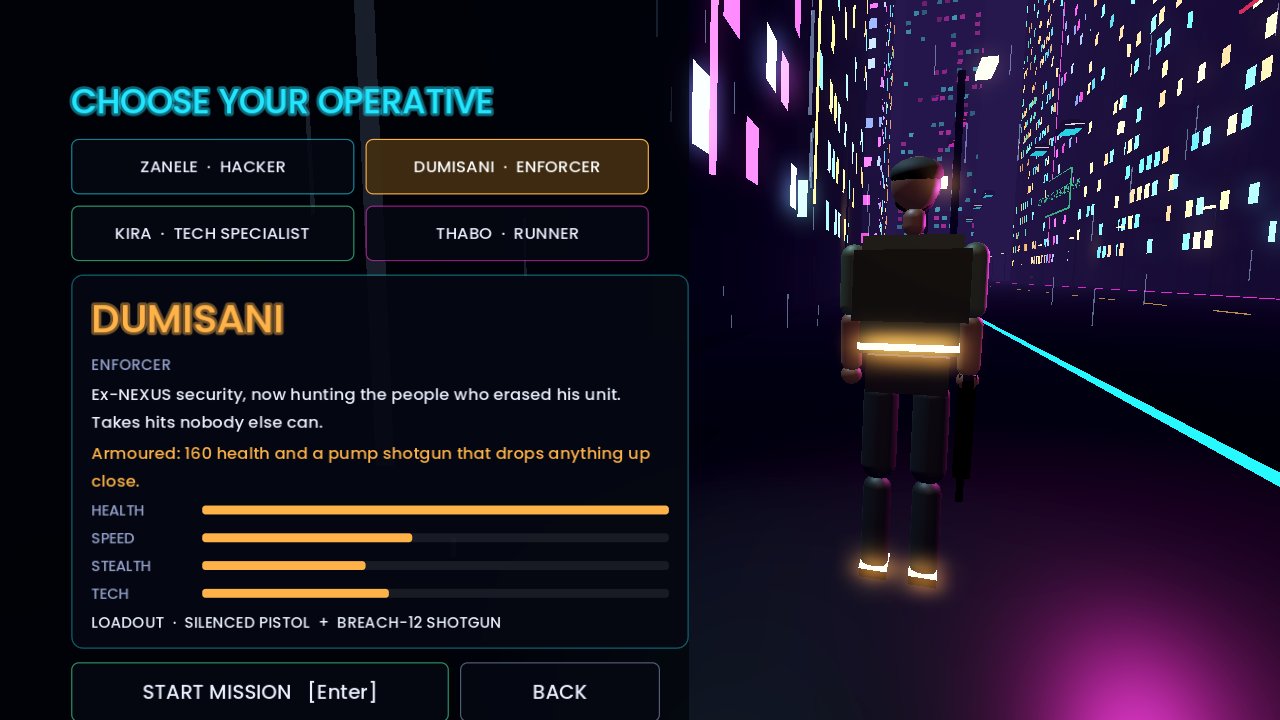 CHOOSE YOUR OPERATIVE
ZANELE · HACKER
DUMISANI · ENFORCER
KIRA · TECH SPECIALIST
THABO · RUNNER
DUMISANI
ENFORCER
Ex-NEXUS security, now hunting the people who erased his unit.
Takes hits nobody else can.
Armoured: 160 health and a pump shotgun that drops anything up
close.
HEALTH
SPEED
STEALTH
TECH
LOADOUT · SILENCED PISTOL + BREACH-12 SHOTGUN
START MISSION [Enter]
BACK